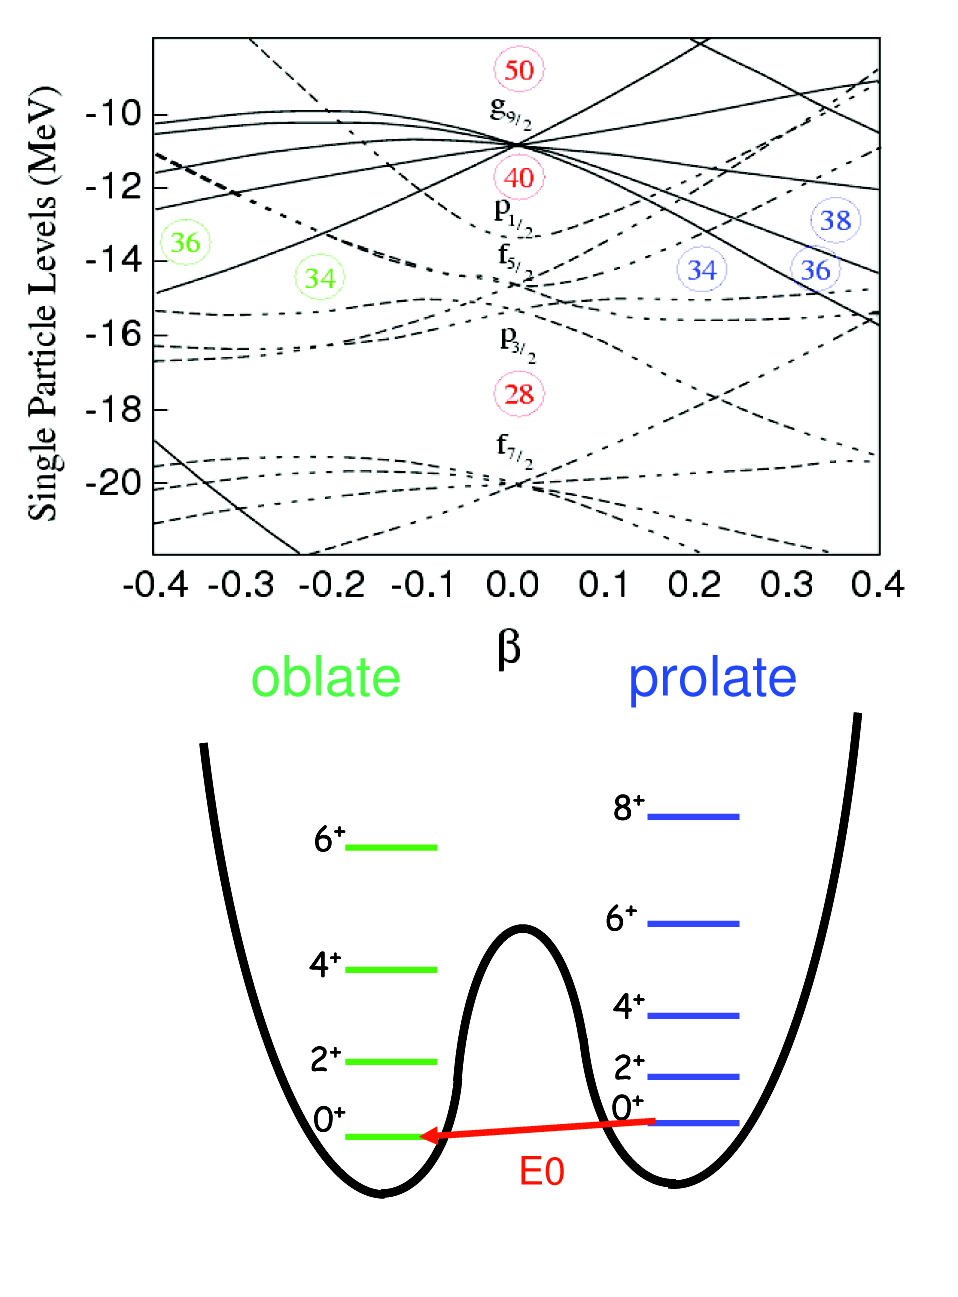 Single Particle Levels (MeV)
-10
-12
-14
-16
-18
-20
50
g9/2
40
p1/2
f5/2
p3/2
28
f7/2
36
34
34
36
38
-0.4 -0.3 -0.2 -0.1 0.0 0.1 0.2 0.3 0.4
β
oblate prolate
6+
4+
2+
0+
8+
6+
4+
2+
0+
E0